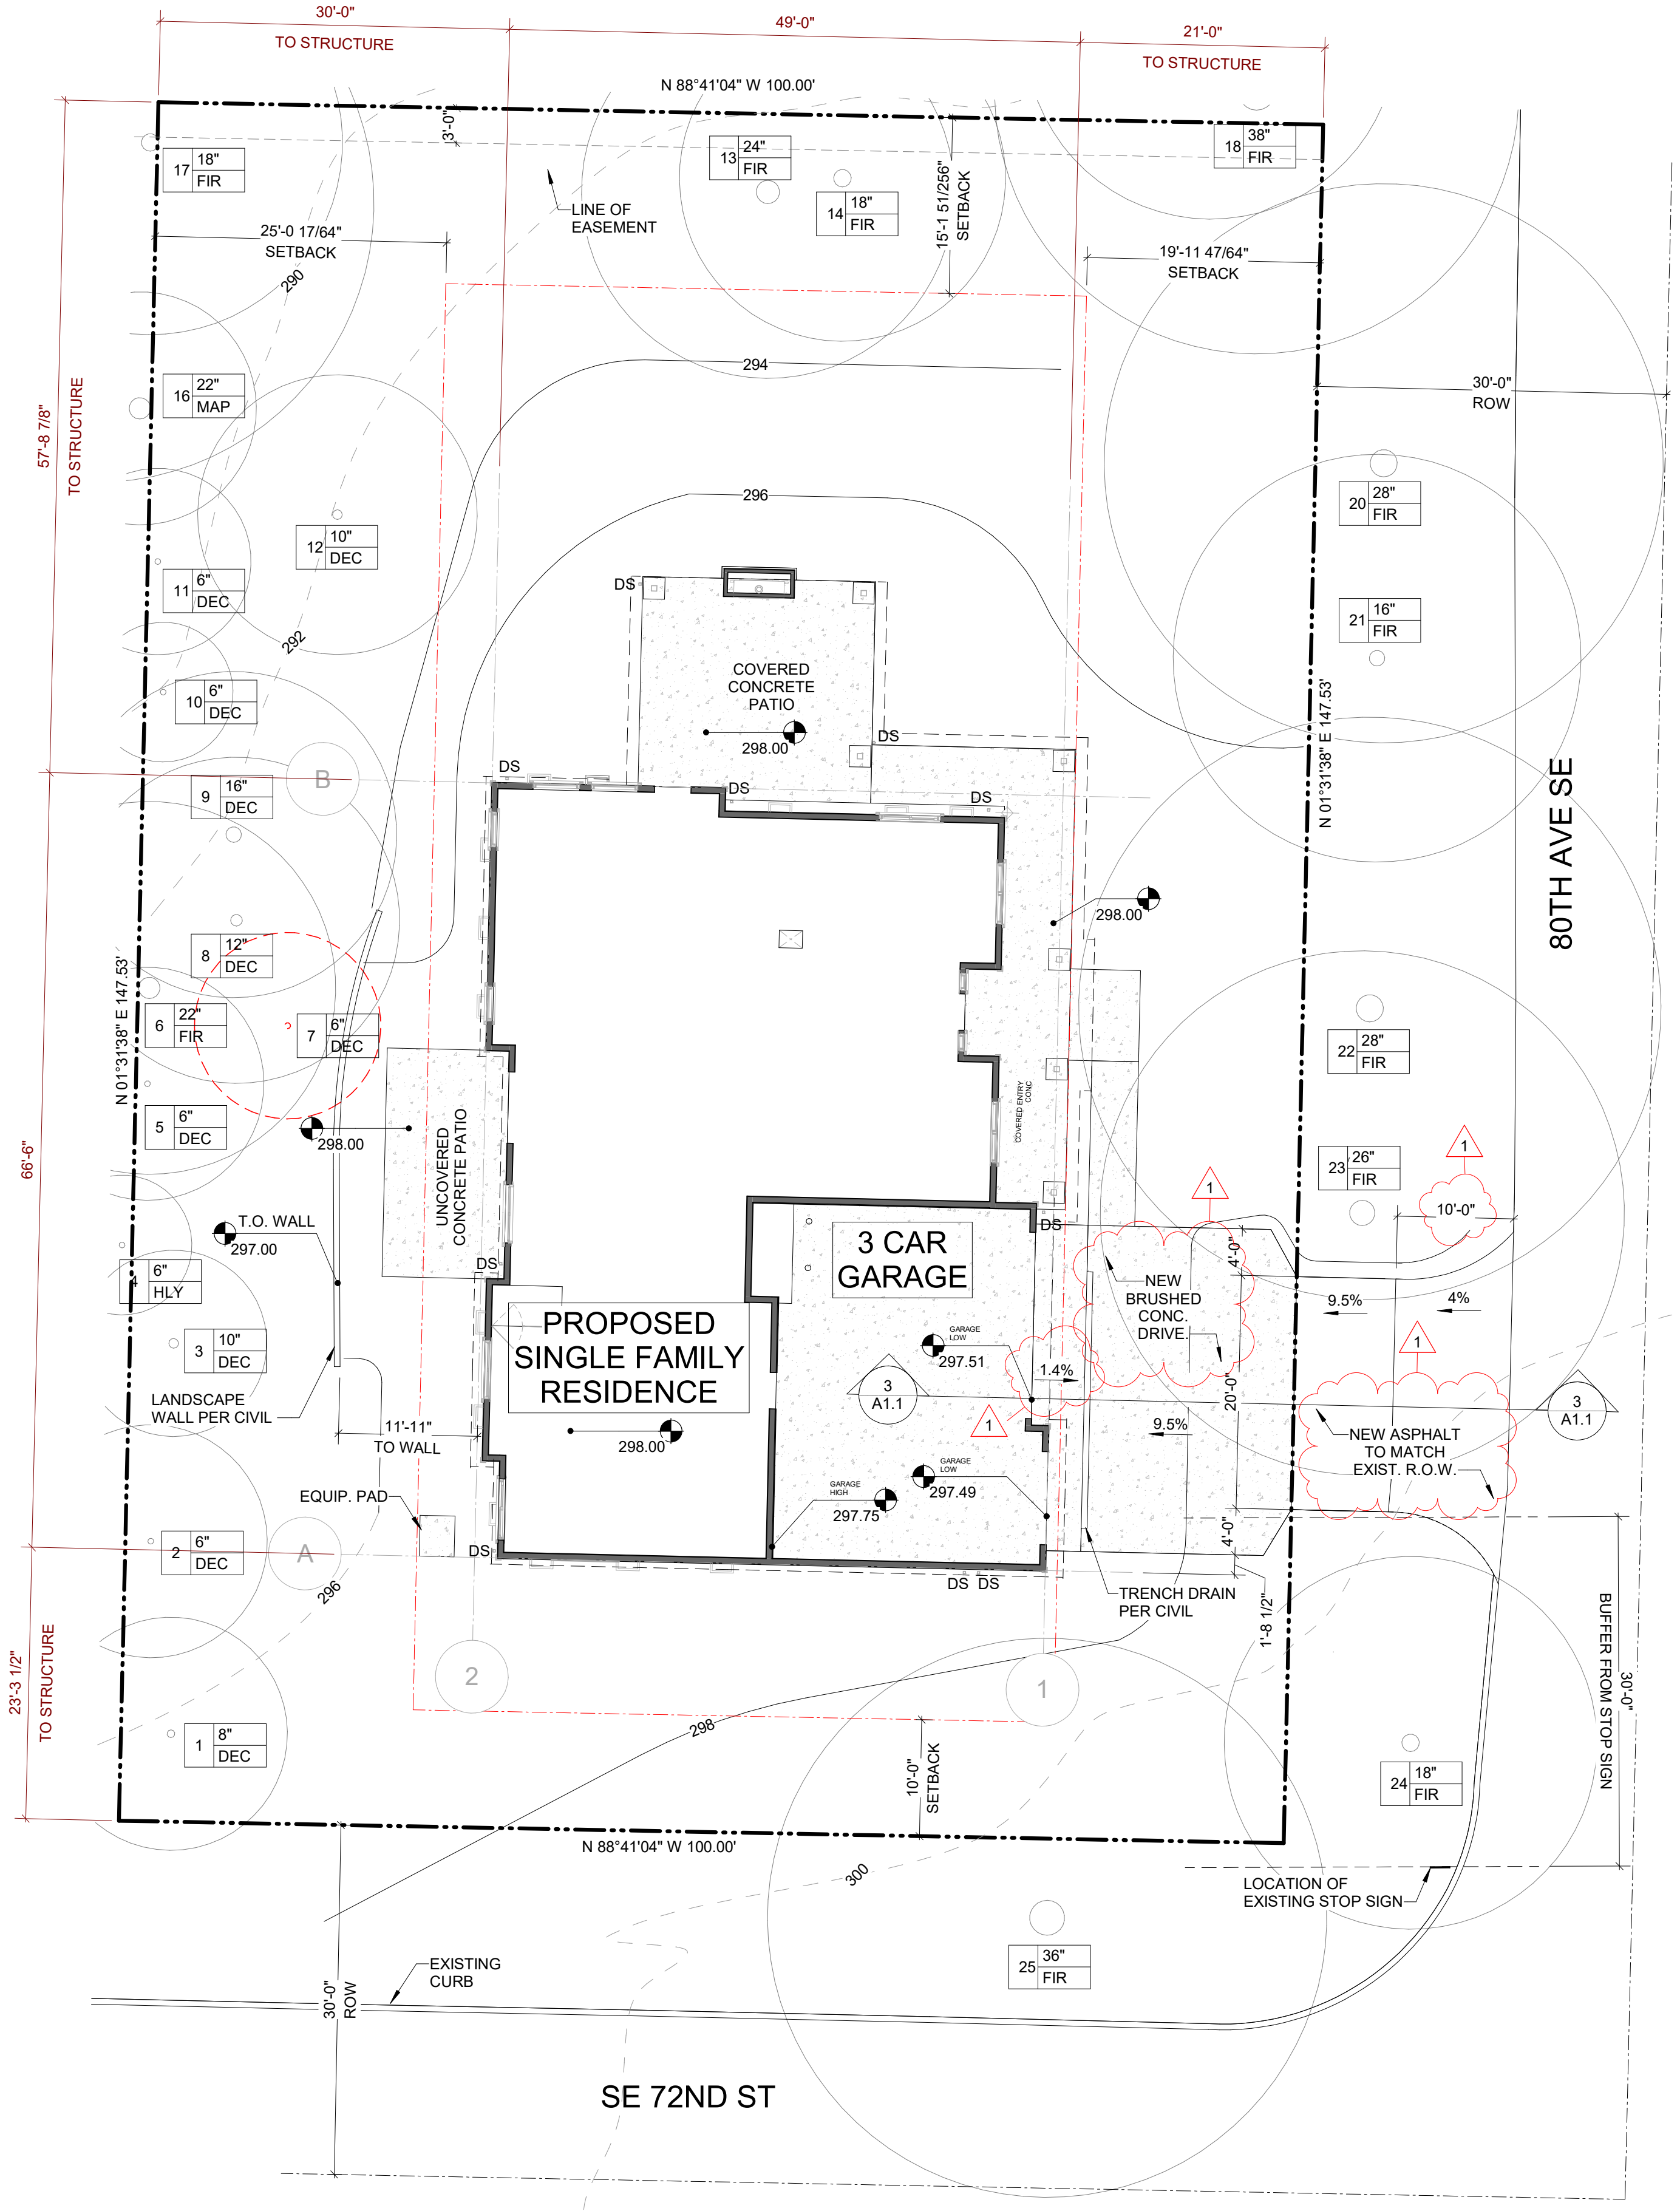 30'-0"
TO STRUCTURE
49'-0"
21'-0"
TO STRUCTURE
N 88°41'04" W 100.00'
3'-0"
17
18"
FIR
13
24"
FIR
14
18"
FIR
18
38"
FIR
LINE OF
EASEMENT
15'-1 51/256"
SETBACK
25'-0 17/64"
SETBACK
19'-11 47/64"
SETBACK
290
294
30'-0"
ROW
57'-8 7/8"
TO STRUCTURE
16
22"
MAP
296
20
28"
FIR
12
10"
DEC
11
6"
DEC
21
16"
FIR
292
DS
COVERED
CONCRETE
PATIO
298.00
10
6"
DEC
N 01°31'38" E 147.53'
DS
DS
DS
DS
B
9
16"
DEC
80TH AVE SE
298.00
8
12"
DEC
N 01°31'38" E 147.53'
6
22"
FIR
7
6"
DEC
22
28"
FIR
5
6"
DEC
298.00
UNCOVERED
CONCRETE PATIO
COVERED ENTRY
CONC
66'-6"
23
26"
FIR
1
1
10'-0"
T.O. WALL
297.00
DS
3 CAR
GARAGE
4'-0"
4
6"
HLY
DS
NEW
BRUSHED
CONC.
DRIVE.
9.5%
4%
3
10"
DEC
PROPOSED
SINGLE FAMILY
RESIDENCE
298.00
GARAGE
LOW
297.51
1.4%
1
3
A1.1
20'-0"
3
A1.1
LANDSCAPE
WALL PER CIVIL
11'-11"
TO WALL
1
9.5%
NEW ASPHALT
TO MATCH
EXIST. R.O.W.
GARAGE
LOW
297.49
GARAGE
HIGH
297.75
EQUIP. PAD
4'-0"
2
6"
DEC
A
DS
DS DS
296
TRENCH DRAIN
PER CIVIL
1'-8 1/2"
BUFFER FROM STOP SIGN
30'-0"
23'-3 1/2"
TO STRUCTURE
2
1
1
8"
DEC
298
10'-0"
SETBACK
24
18"
FIR
N 88°41'04" W 100.00'
300
LOCATION OF
EXISTING STOP SIGN
25
36"
FIR
EXISTING
CURB
30'-0"
ROW
SE 72ND ST